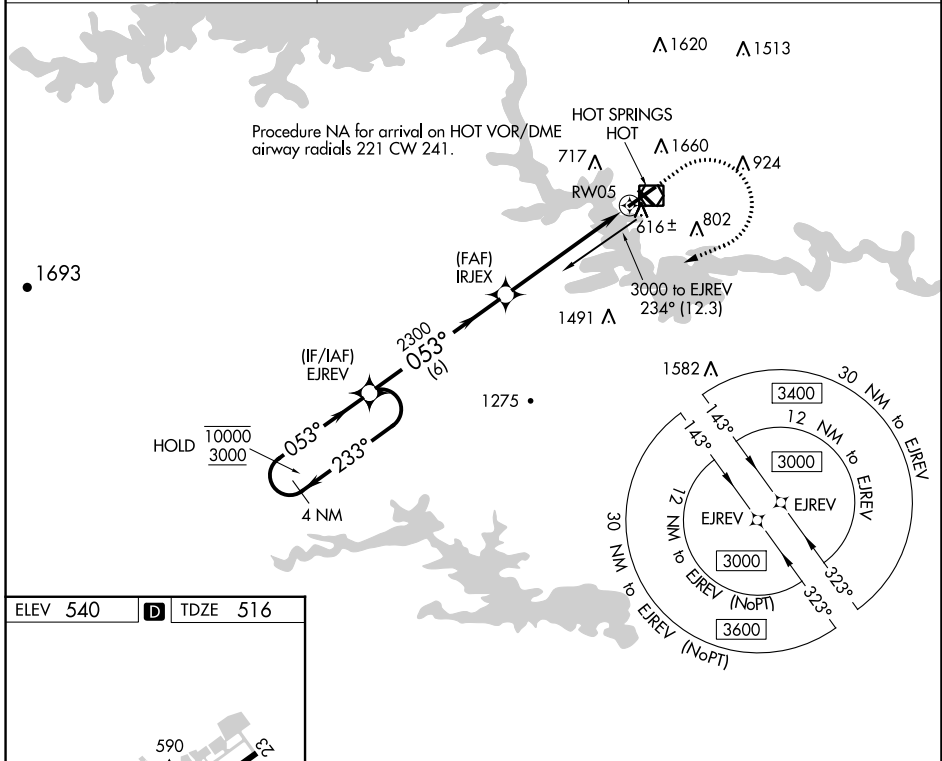 1620
1513
HOT SPRINGS
HOT
Procedure NA for arrival on HOT VOR/DME
airway radials 221 CW 241.
717
1660
924
RW05
616±
802
1693
(FAF)
IRJEX
3000 to EJREV
234° (12.3)
1491
2300
053°
(6)
(IF/IAF)
EJREV
1582
1275
HOLD
10000
3000
053°
233°
4 NM
30 NM to EJREV
3400
143°
12 NM to EJREV
3000
143°
EJREV
EJREV
12 NM to EJREV (NoPT)
3000
323°
323°
30 NM to EJREV (NoPT)
3600
ELEV 540
D
TDZE 516
590
23